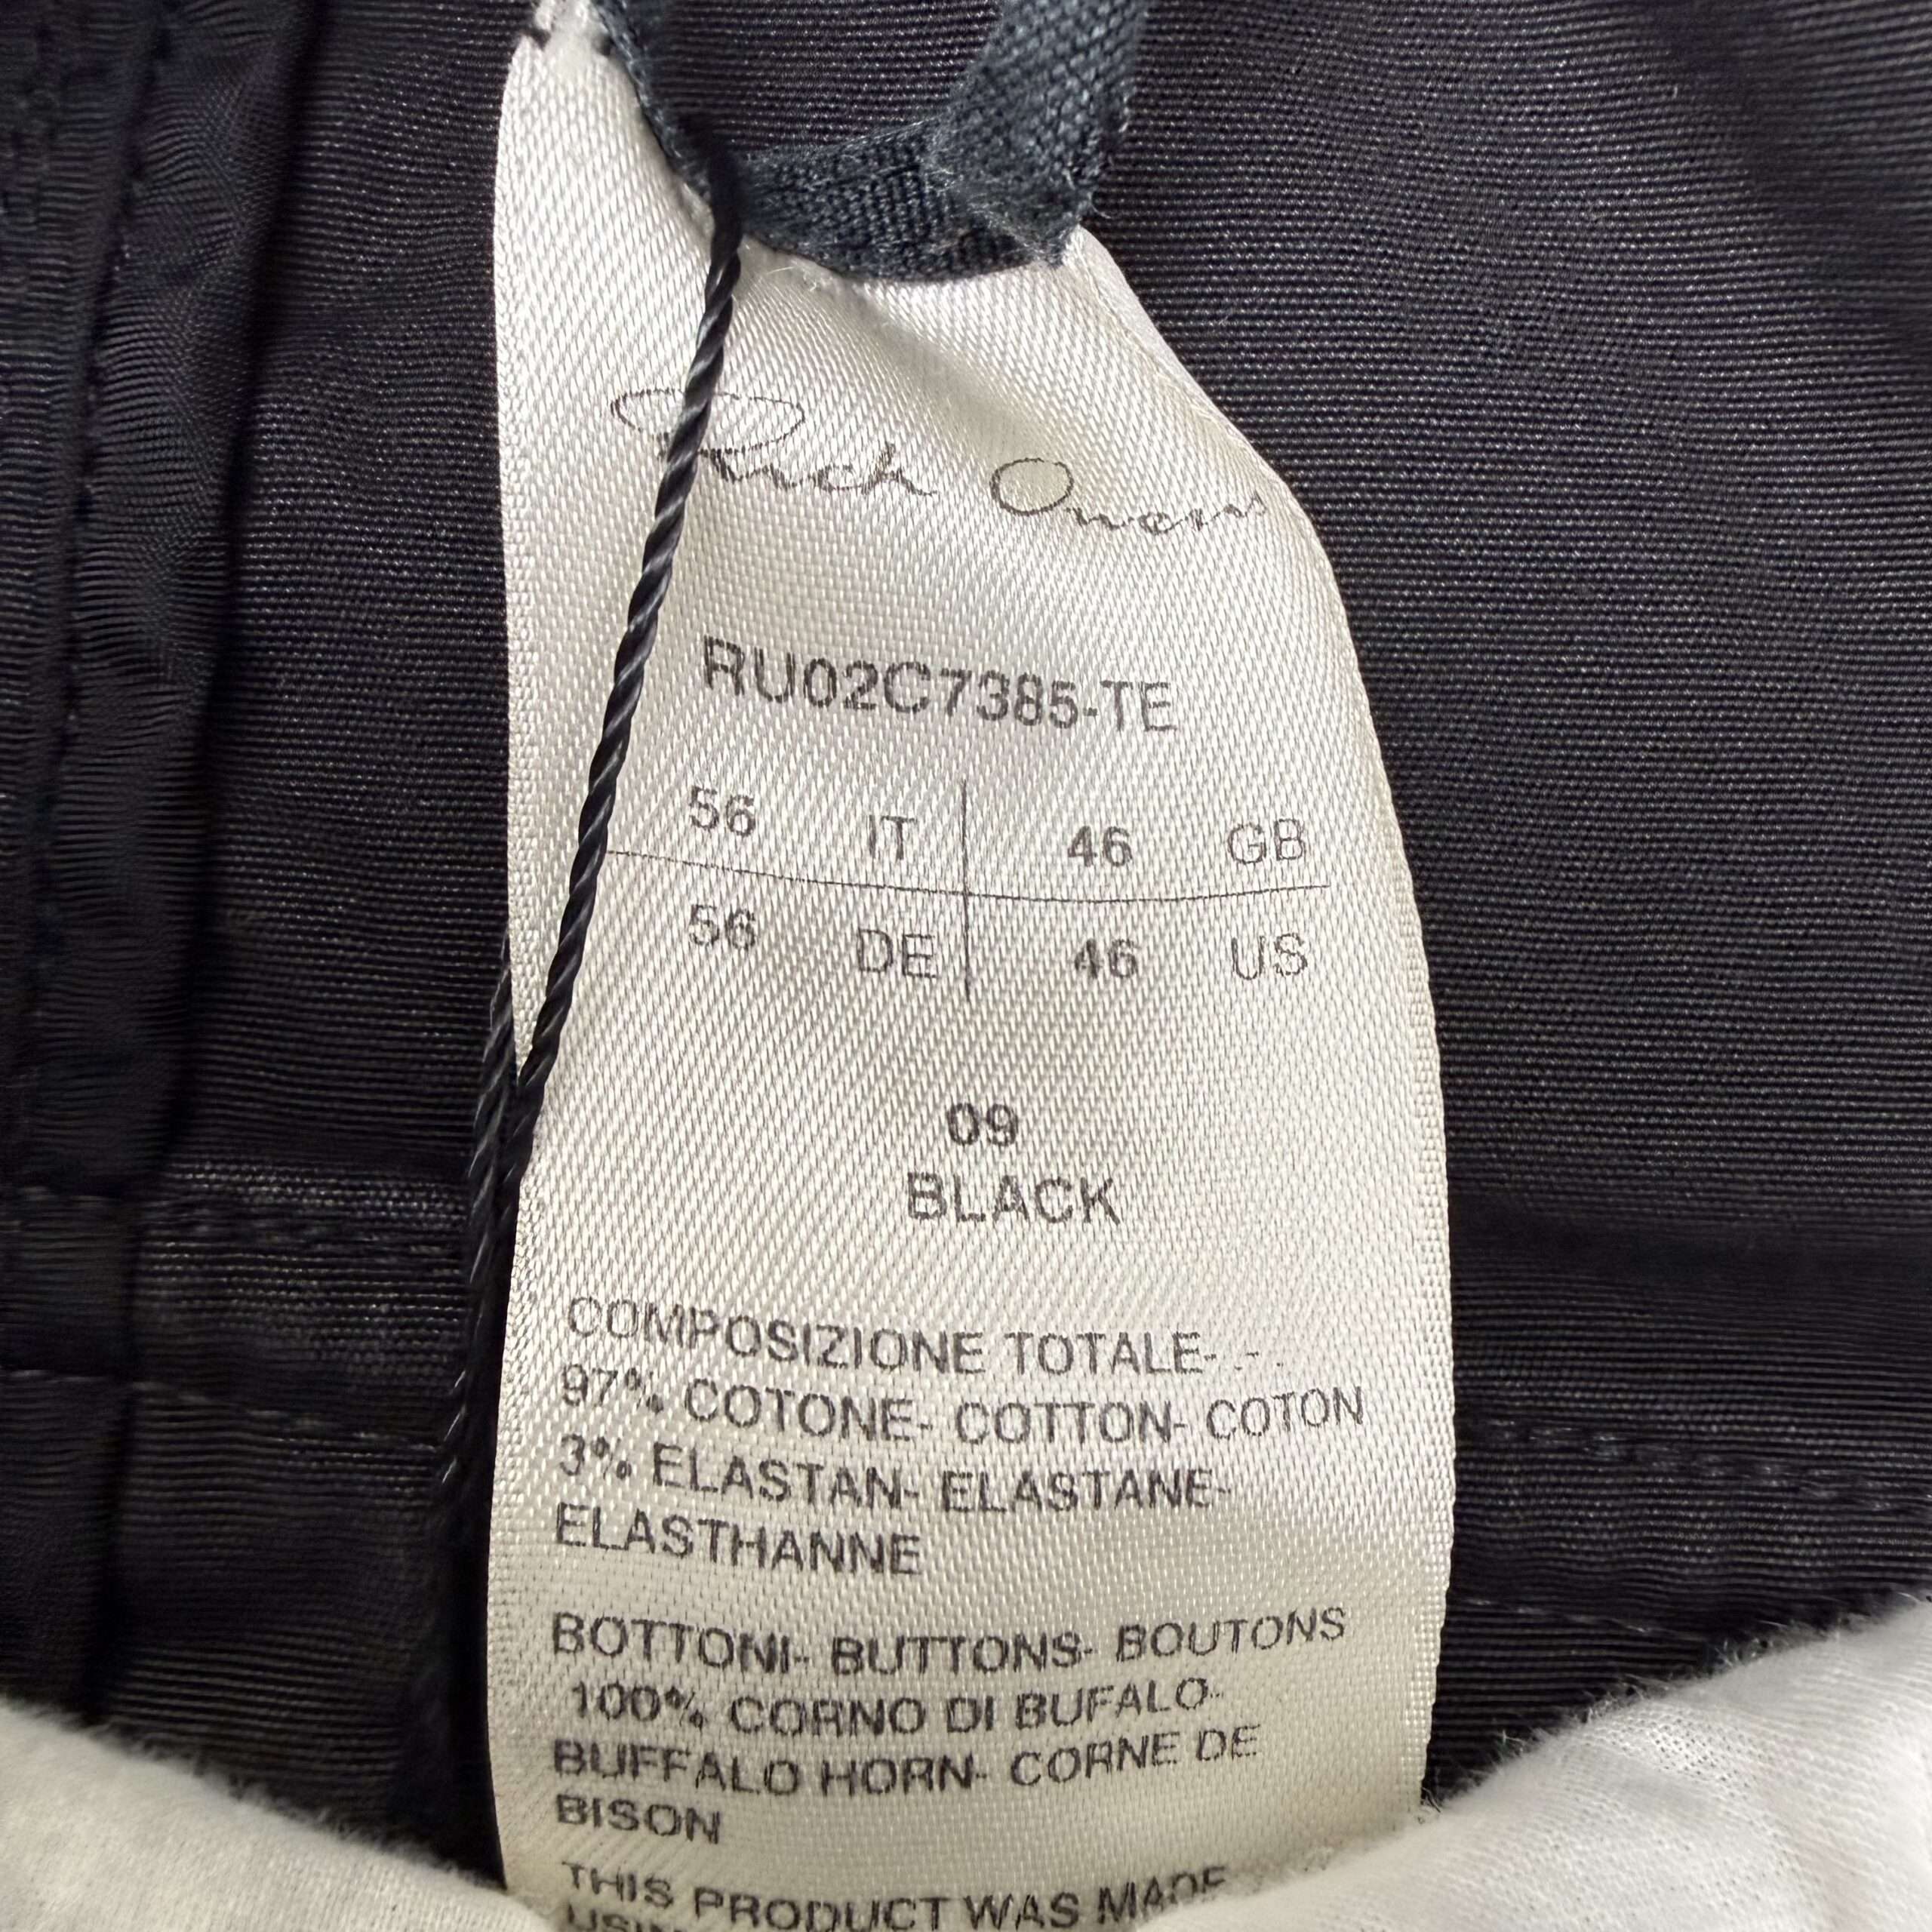 Rick Owens
RU02C7385-TE
56 IT 46 GB
56 DE 46 US
09
BLACK
COMPOSIZIONE TOTALE- - -
97% COTONE- COTTON- COTON
3% ELASTAN- ELASTANE-
ELASTHANNE
BOTTONI- BUTTONS- BOUTONS
100% CORNO DI BUFALO-
BUFFALO HORN- CORNE DE
BISON
THIS PRODUCT WAS MADE